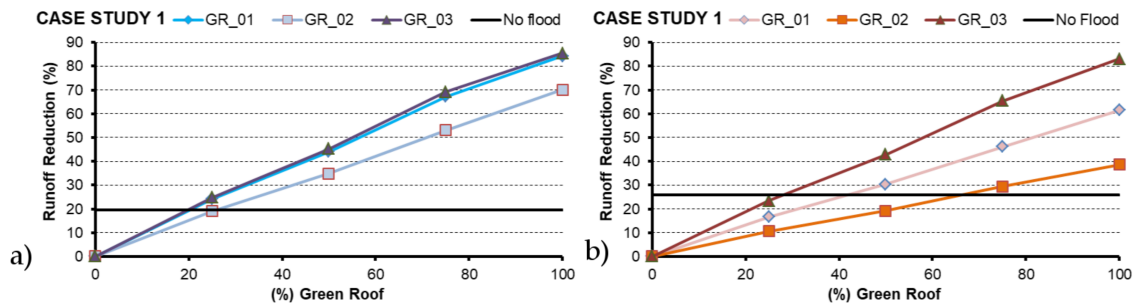 CASE STUDY 1 GR_01 GR_02 GR_03 No flood
Runoff Reduction (%)
90
80
70
60
50
40
30
20
10
0
0 20 40 60 80 100
(%) Green Roof
a)
CASE STUDY 1 GR_01 GR_02 GR_03 No Flood
Runoff Reduction (%)
90
80
70
60
50
40
30
20
10
0
0 20 40 60 80 100
(%) Green Roof
b)